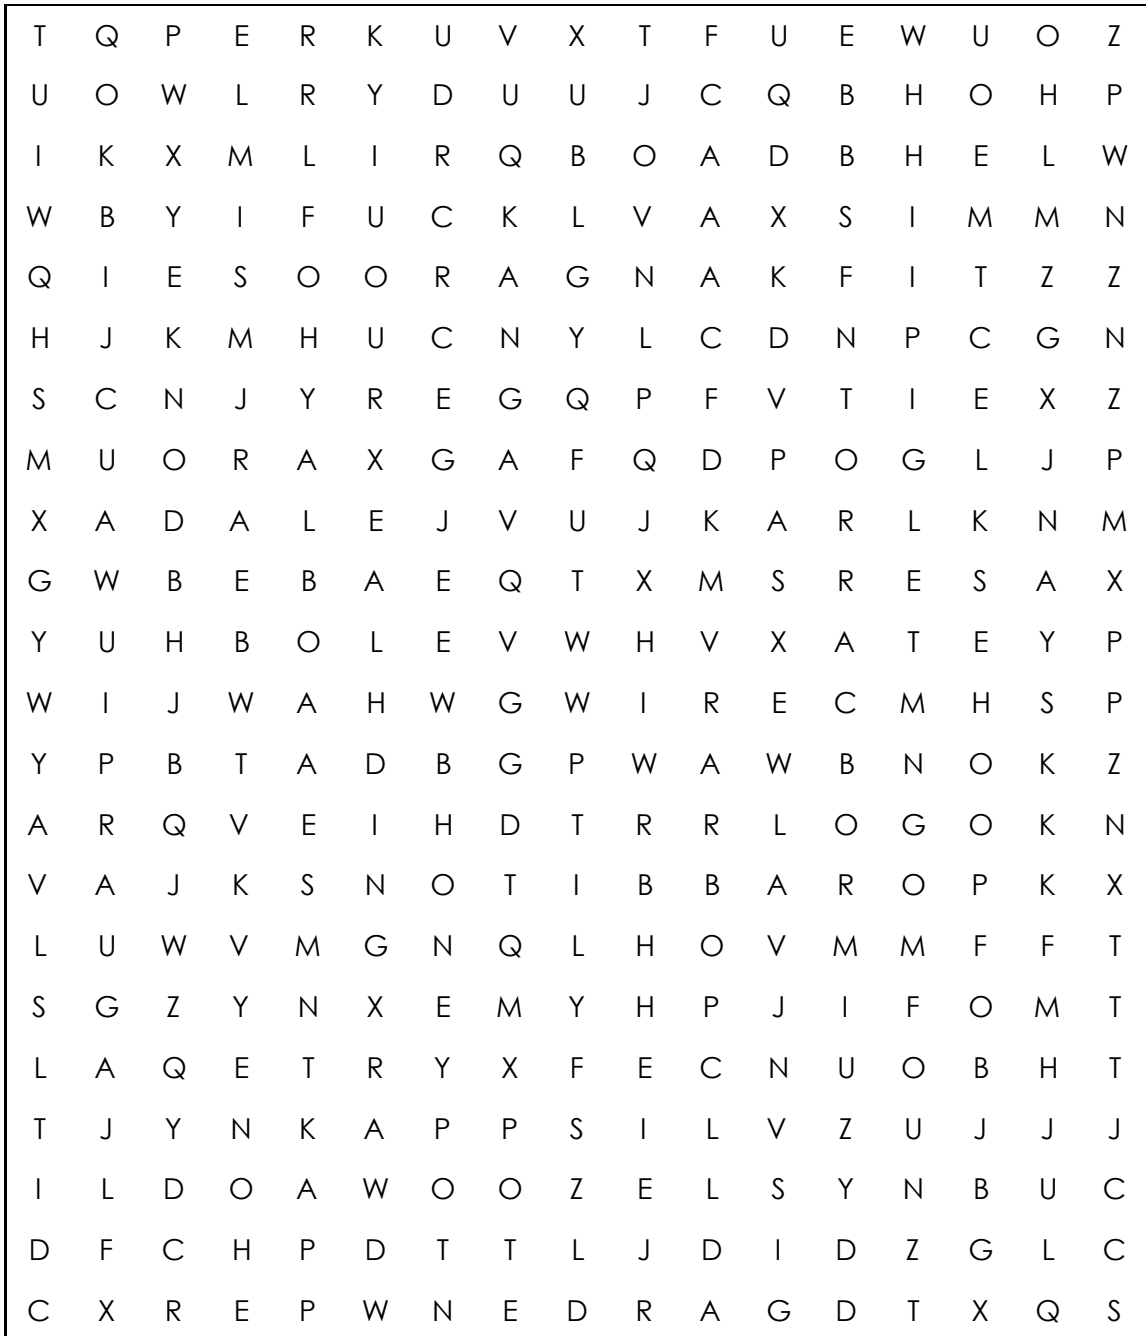 T Q P E R K U V X T F U E W U O Z
U O W L R Y D U U J C Q B H O H P
I K X M L I R Q B O A D B H E L W
W B Y I F U C K L V A X S I M M N
Q I E S O O R A G N A K F I T Z Z
H J K M H U C N Y L C D N P C G N
S C N J Y R E G Q P F V T I E X Z
M U O R A X G A F Q D P O G L J P
X A D A L E J V U J K A R L K N M
G W B E B A E Q T X M S R E S A X
Y U H B O L E V W H V X A T E Y P
W I J W A H W G W I R E C M H S P
Y P B T A D B G P W A W B N O K Z
A R Q V E I H D T R R L O G O K N
V A J K S N O T I B B A R O P K X
L U W V M G N Q L H O V M M F F T
S G Z Y N X E M Y H P J I F O M T
L A Q E T R Y X F E C N U O B H T
T J Y N K A P P S I L V Z U J J J
I L D O A W O O Z E L S Y N B U C
D F C H P D T T L J D I D Z G L C
C X R E P W N E D R A G D T X Q S